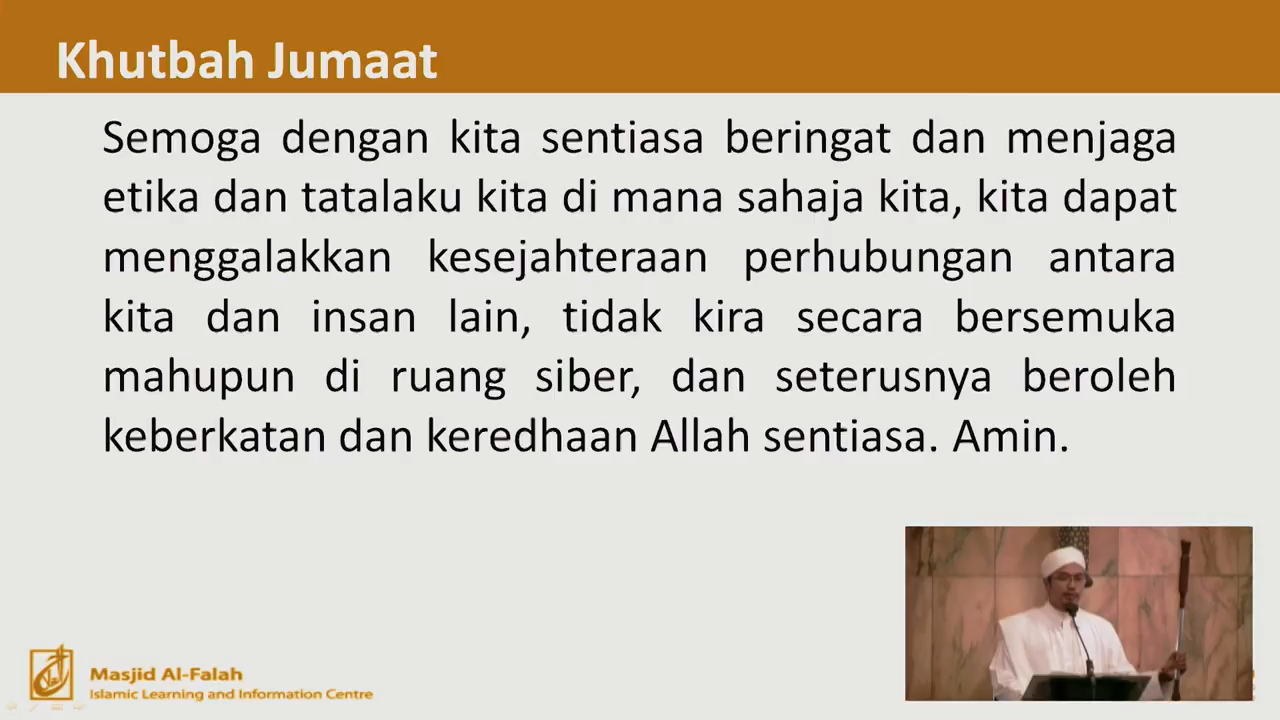 Khutbah Jumaat
Semoga dengan kita sentiasa beringat dan menjaga
etika dan tatalaku kita di mana sahaja kita, kita dapat
menggalakkan kesejahteraan perhubungan antara
kita dan insan lain, tidak kira secara bersemuka
mahupun di ruang siber, dan seterusnya beroleh
keberkatan dan keredhaan Allah sentiasa. Amin.
Masjid Al-Falah
Islamic Learning and Information Centre